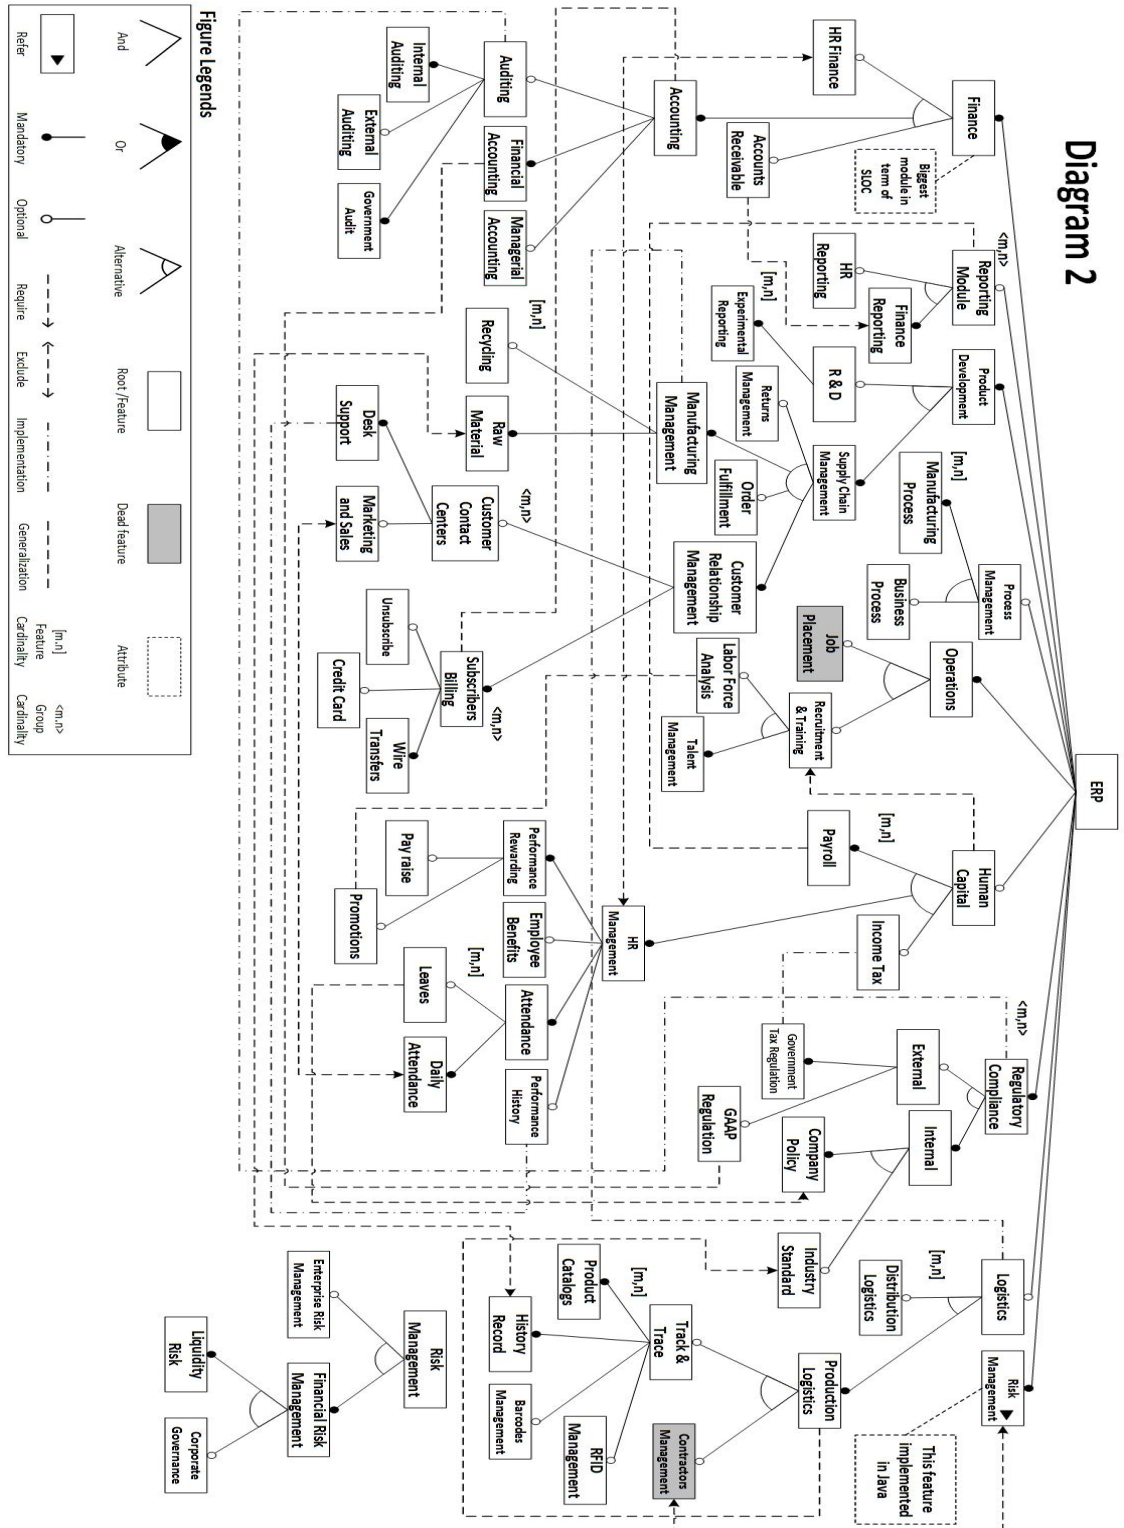 Diagram 2
ERP
Finance
Biggest
module in
term of
SLOC
HR Finance
Accounts
Receivable
Accounting
Auditing
Financial
Accounting
Managerial
Accounting
Internal
Auditing
External
Auditing
Government
Audit
<m,n>
Reporting
Module
HR
Reporting
Finance
Reporting
Product
Development
R & D
[m,n]
Experimental
Reporting
Supply Chain
Management
Returns
Management
Order
Fulfillment
Manufacturing
Management
Customer
Relationship
Management
[m,n]
Recycling
Raw
Material
<m,n>
Customer
Contact
Centers
Desk
Support
Marketing
and Sales
<m,n>
Subscribers
Billing
Unsubscribe
Credit Card
Wire
Transfers
Process
Management
[m,n]
Manufacturing
Process
Business
Process
Operations
Job
Placement
Recruitment
& Training
Labor Force
Analysis
Talent
Management
Human
Capital
[m,n]
Payroll
Income Tax
HR
Management
Performance
Rewarding
Employee
Benefits
Attendance
Performance
History
Pay raise
Promotions
[m,n]
Leaves
Daily
Attendance
<m,n>
Regulatory
Compliance
External
Internal
Government
Tax Regulation
GAAP
Regulation
Company
Policy
Industry
Standard
Logistics
[m,n]
Distribution
Logistics
Production
Logistics
Track &
Trace
Contractors
Management
[m,n]
Product
Catalogs
History
Record
Barcodes
Management
RFID
Management
Risk
Management
This feature
implemented
in Java
Risk
Management
Enterprise Risk
Management
Financial Risk
Management
Liquidity
Risk
Corporate
Governance
Figure Legends
And
Or
Alternative
Root /Feature
Dead feature
Attribute
Refer
Mandatory
Optional
Require
Exclude
Implementation
Generalization
[m.n]
Feature
Cardinality
<m.n>
Group
Cardinality